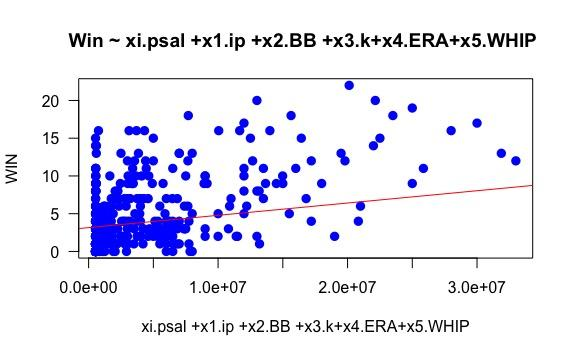 Win ~ xi.psal +x1.ip +x2.BB +x3.k+x4.ERA+x5.WHIP
20
15
WIN
10
5
0
0.0e+00 1.0e+07 2.0e+07 3.0e+07
xi.psal +x1.ip +x2.BB +x3.k+x4.ERA+x5.WHIP